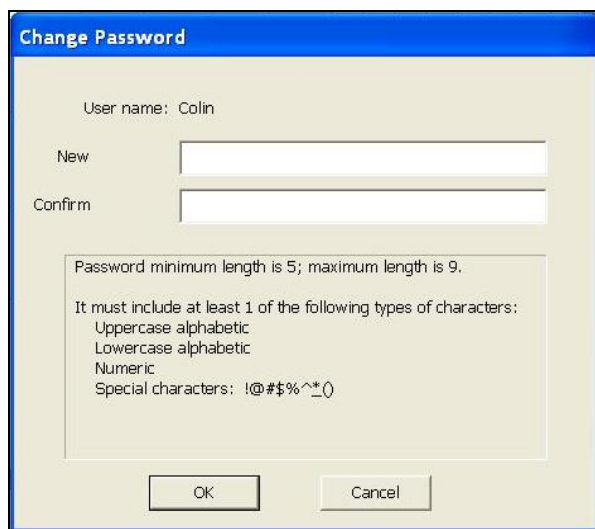 Change Password
User name: Colin
New
Confirm
Password minimum length is 5; maximum length is 9.
It must include at least 1 of the following types of characters:
Uppercase alphabetic
Lowercase alphabetic
Numeric
Special characters: !@#$%^*()
OK
Cancel